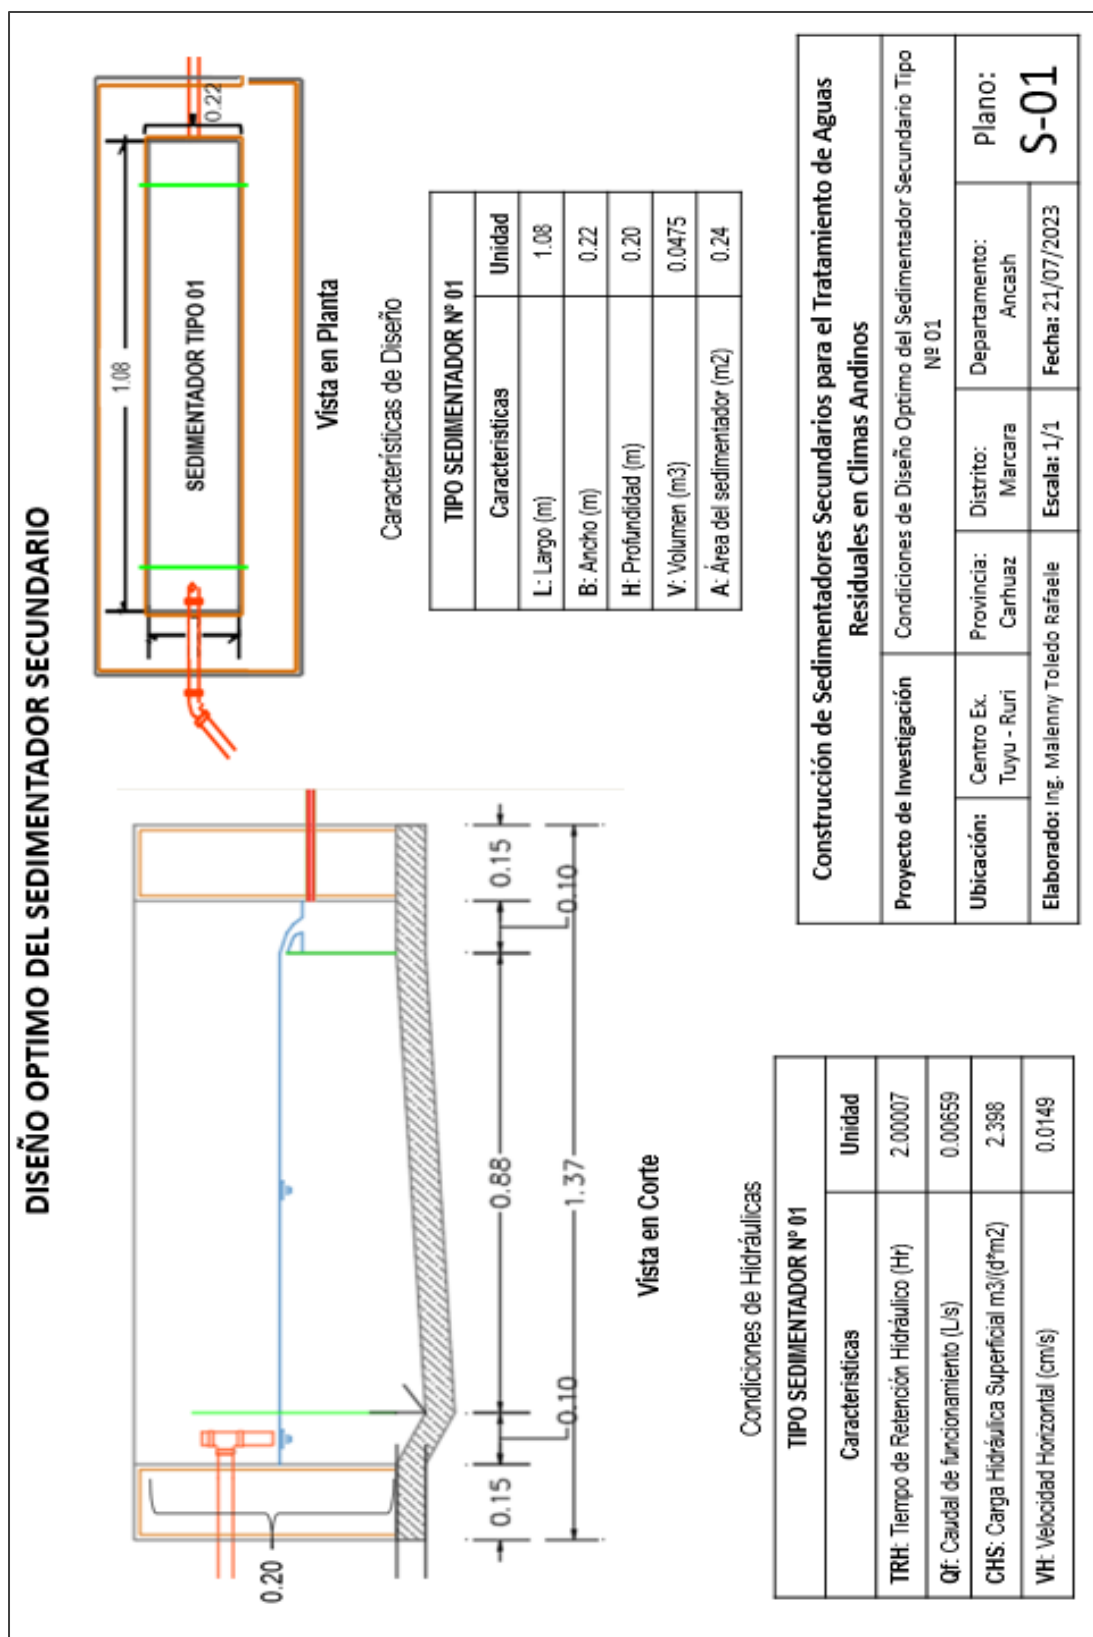 DISEÑO OPTIMO DEL SEDIMENTADOR SECUNDARIO
0.20
0.15
0.10
0.88
0.10
0.15
1.37
Vista en Corte
1.08
0.22
SEDIMENTADOR TIPO 01
Vista en Planta
Características de Diseño
TIPO SEDIMENTADOR Nº 01
Caracteristicas Unidad
L: Largo (m) 1.08
B: Ancho (m) 0.22
H: Profundidad (m) 0.20
V: Volumen (m3) 0.0475
A: Área del sedimentador (m2) 0.24
Condiciones de Hidráulicas
TIPO SEDIMENTADOR Nº 01
Características Unidad
TRH: Tiempo de Retención Hidráulico (Hr) 2.00007
Qf: Caudal de funcionamiento (L/s) 0.00659
CHS: Carga Hidráulica Superficial m3/(d*m2) 2.398
VH: Velocidad Horizontal (cm/s) 0.0149
Construcción de Sedimentadores Secundarios para el Tratamiento de Aguas
Residuales en Climas Andinos
Proyecto de Investigación Condiciones de Diseño Optimo del Sedimentador Secundario Tipo
Nº 01
Ubicación: Centro Ex. Provincia: Distrito: Departamento: Plano:
Tuyu - Ruri Carhuaz Marcara Ancash S-01
Elaborado: Ing. Malenny Toledo Rafaele Escala: 1/1 Fecha: 21/07/2023